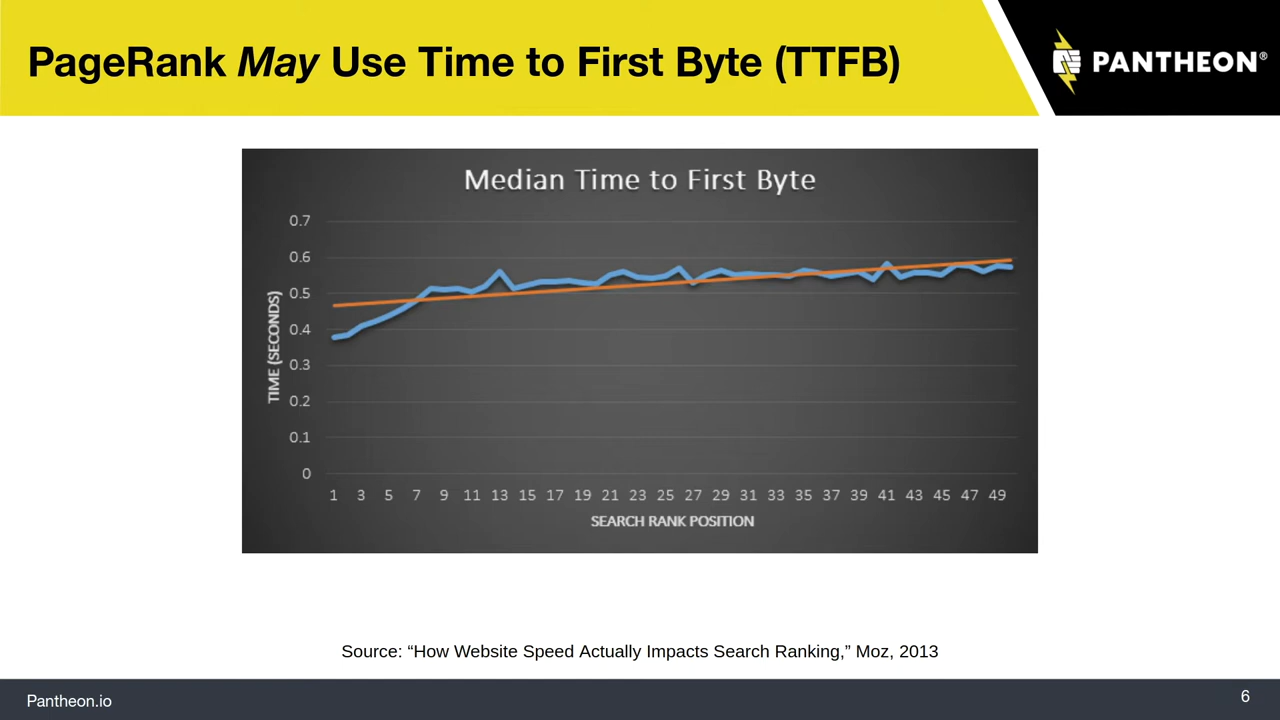 PageRank May Use Time to First Byte (TTFB)
PANTHEON®
Median Time to First Byte
0.7
0.6
0.5
0.4
0.3
0.2
0.1
0
TIME (SECONDS)
1 3 5 7 9 11 13 15 17 19 21 23 25 27 29 31 33 35 37 39 41 43 45 47 49
SEARCH RANK POSITION
Source: “How Website Speed Actually Impacts Search Ranking,” Moz, 2013
Pantheon.io
6